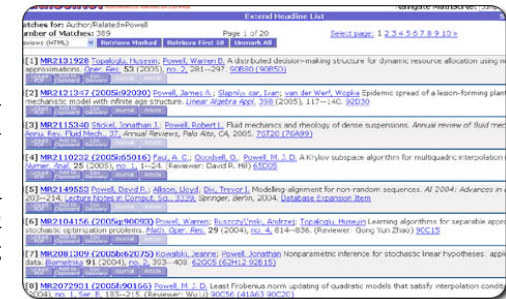 Extend Headline List
atches for: Author/Related=Powell
umber of Matches: 389 Page 1 of 20 Select page: 1 2 3 4 5 6 7 8 9 10 »
eviews (HTML) Retrieve Marked Retrieve First 50 Unmark All
[1] MR2131928 Topaloglu, Huseyin; Powell, Warren B. A distributed decision-making structure for dynamic resource allocation using n
approximations. Oper. Res. 53 (2005), no. 2, 281--297. 90B80 (90B50)
[2] MR2121347 (2005i:92030) Powell, James A.; Slapničar, Ivan; van der Werf, Wopke Epidemic spread of a lesion-forming plant
mechanistic model with infinite age structure. Linear Algebra Appl. 398 (2005), 117--140. 92D30
[3] MR2115340 Stickel, Jonathan J.; Powell, Robert L. Fluid mechanics and rheology of dense suspensions. Annual review of fluid mec
Annu. Rev. Fluid Mech., 37, Annual Reviews, Palo Alto, CA, 2005. 76T20 (76A99)
[4] MR2110232 (2005h:65016) Faul, A. C.; Goodsell, G.; Powell, M. J. D. A Krylov subspace algorithm for multiquadric interpolation
Numer. Anal. 25 (2005), no. 1, 1--24. (Reviewer: David R. Hill) 65D05
[5] MR2149553 Powell, David R.; Allison, Lloyd; Dix, Trevor I. Modeling-alignment for non-random sequences. AI 2004: Advances in
203--214, Lecture Notes in Comput. Sci., 3339, Springer, Berlin, 2004. Database Expansion Item
[6] MR2104156 (2005g:90093) Powell, Warren; Ruszczyński, Andrzej; Topaloglu, Huseyin Learning algorithms for separable appro
stochastic optimization problems. Math. Oper. Res. 29 (2004), no. 4, 814--836. (Reviewer: Gong Yun Zhao) 90C15
[7] MR2081309 (2005b:62075) Kowalski, Jeanne; Powell, Jonathan Nonparametric inference for stochastic linear hypotheses: appl
data. Biometrika 91 (2004), no. 2, 393--408. 62G05 (62H12 92B15)
[8] MR2072931 (2005f:90166) Powell, M. J. D. Least Frobenius norm updating of quadratic models that satisfy interpolation condit
(2004), no. 1, Ser. B, 183--215. (Reviewer: Wu Li) 90C56 (41A63 90C20)